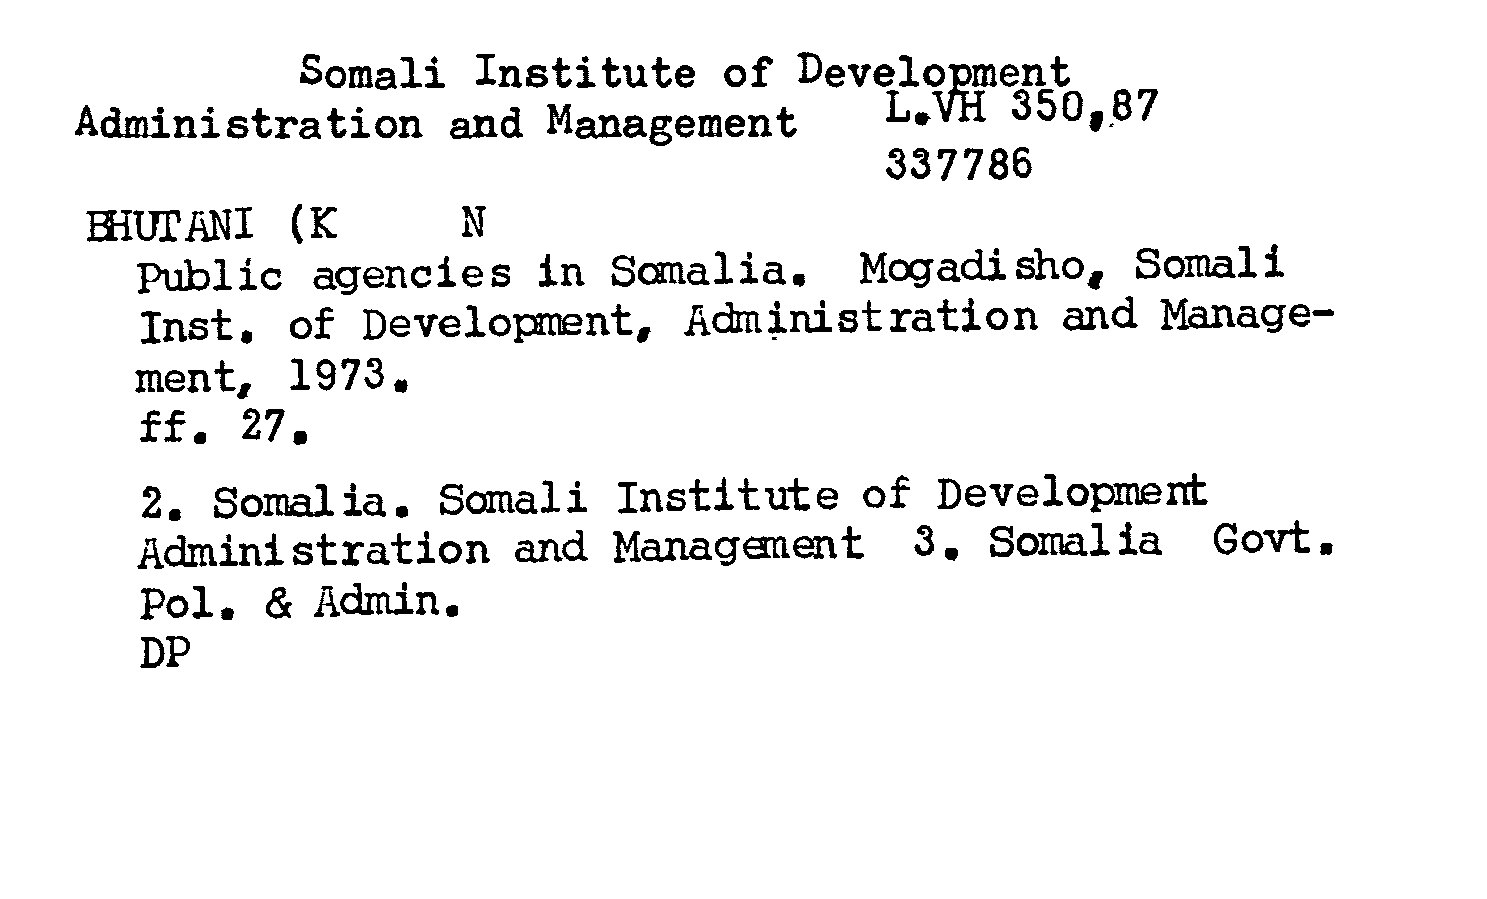 Somali Institute of Development
Administration and Management
L.VH 350,87
337786
BHUTANI (K N
Public agencies in Somalia. Mogadisho, Somali
Inst. of Development, Administration and Manage-
ment, 1973.
ff. 27.
2. Somalia. Somali Institute of Development
Administration and Management 3. Somalia Govt.
Pol. & Admin.
DP